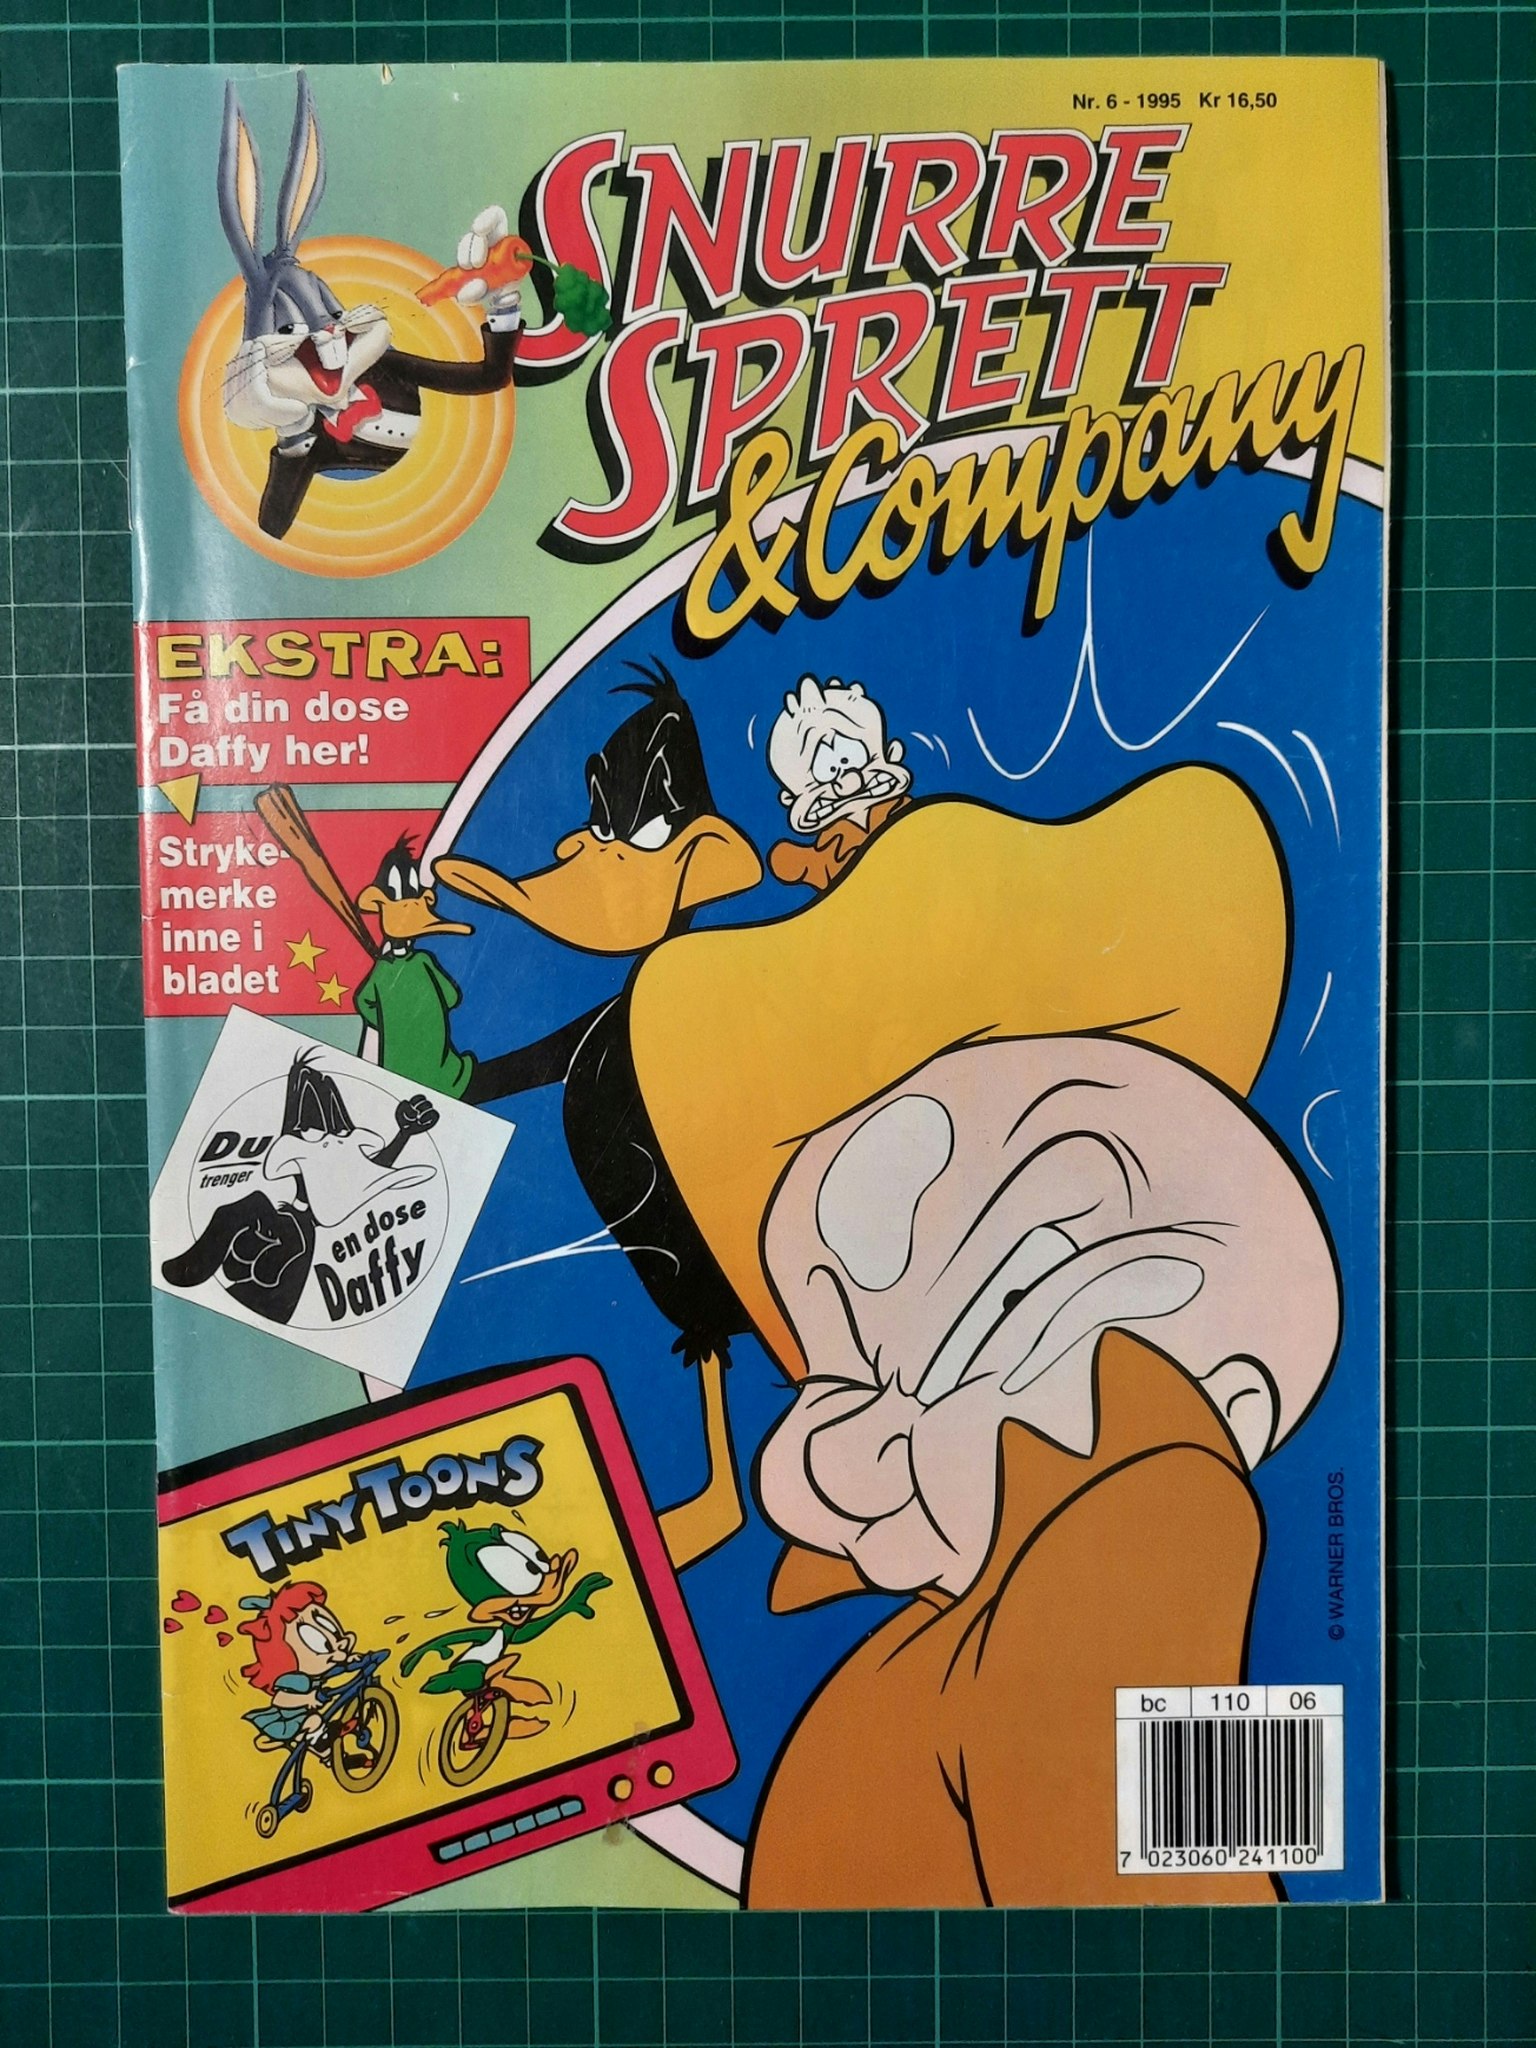 Nr. 6 - 1995 Kr 16,50
SNURRE
SPRETT
& Company
EKSTRA:
Få din dose
Daffy her!
Stryke-
merke
inne i
bladet
Du
trenger
en dose
Daffy
TINY TOONS
© WARNER BROS.
bc 110 06
7 023060 241100